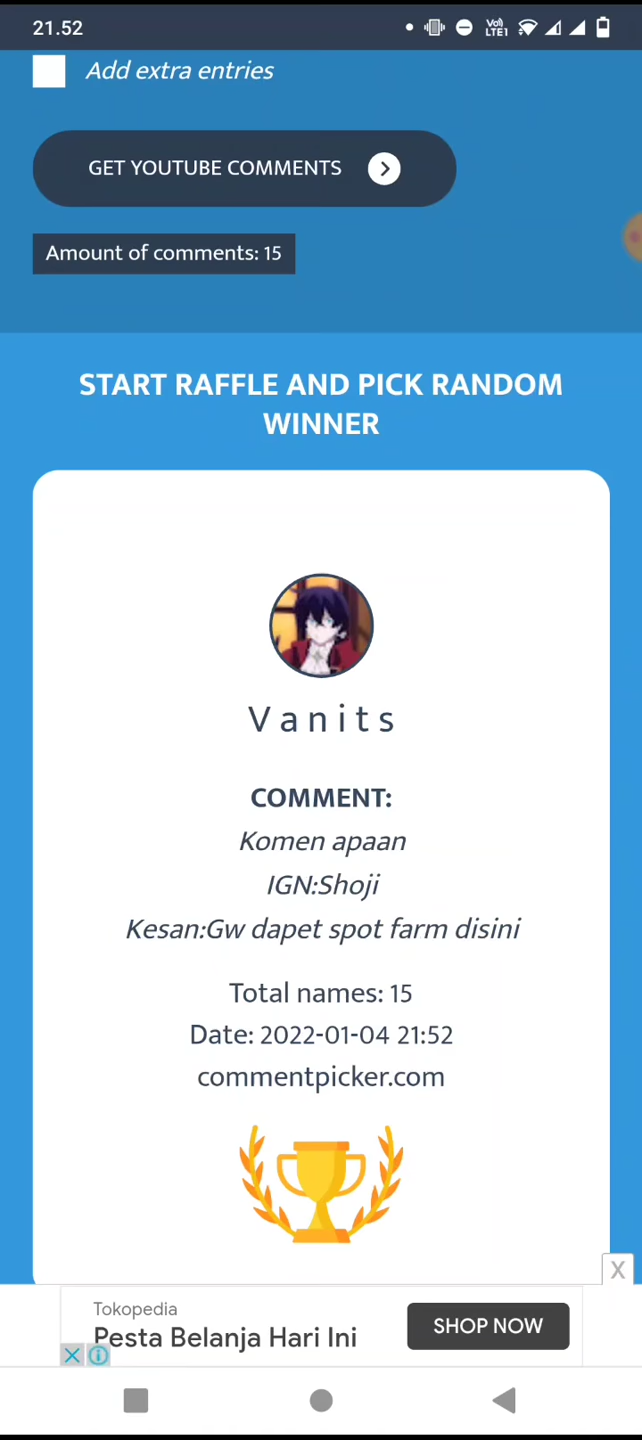 21.52
Vo)
LTE1
Add extra entries
GET YOUTUBE COMMENTS
Amount of comments: 15
START RAFFLE AND PICK RANDOM
WINNER
V a n i t s
COMMENT:
Komen apaan
IGN:Shoji
Kesan:Gw dapet spot farm disini
Total names: 15
Date: 2022-01-04 21:52
commentpicker.com
X
Tokopedia
Pesta Belanja Hari Ini
SHOP NOW